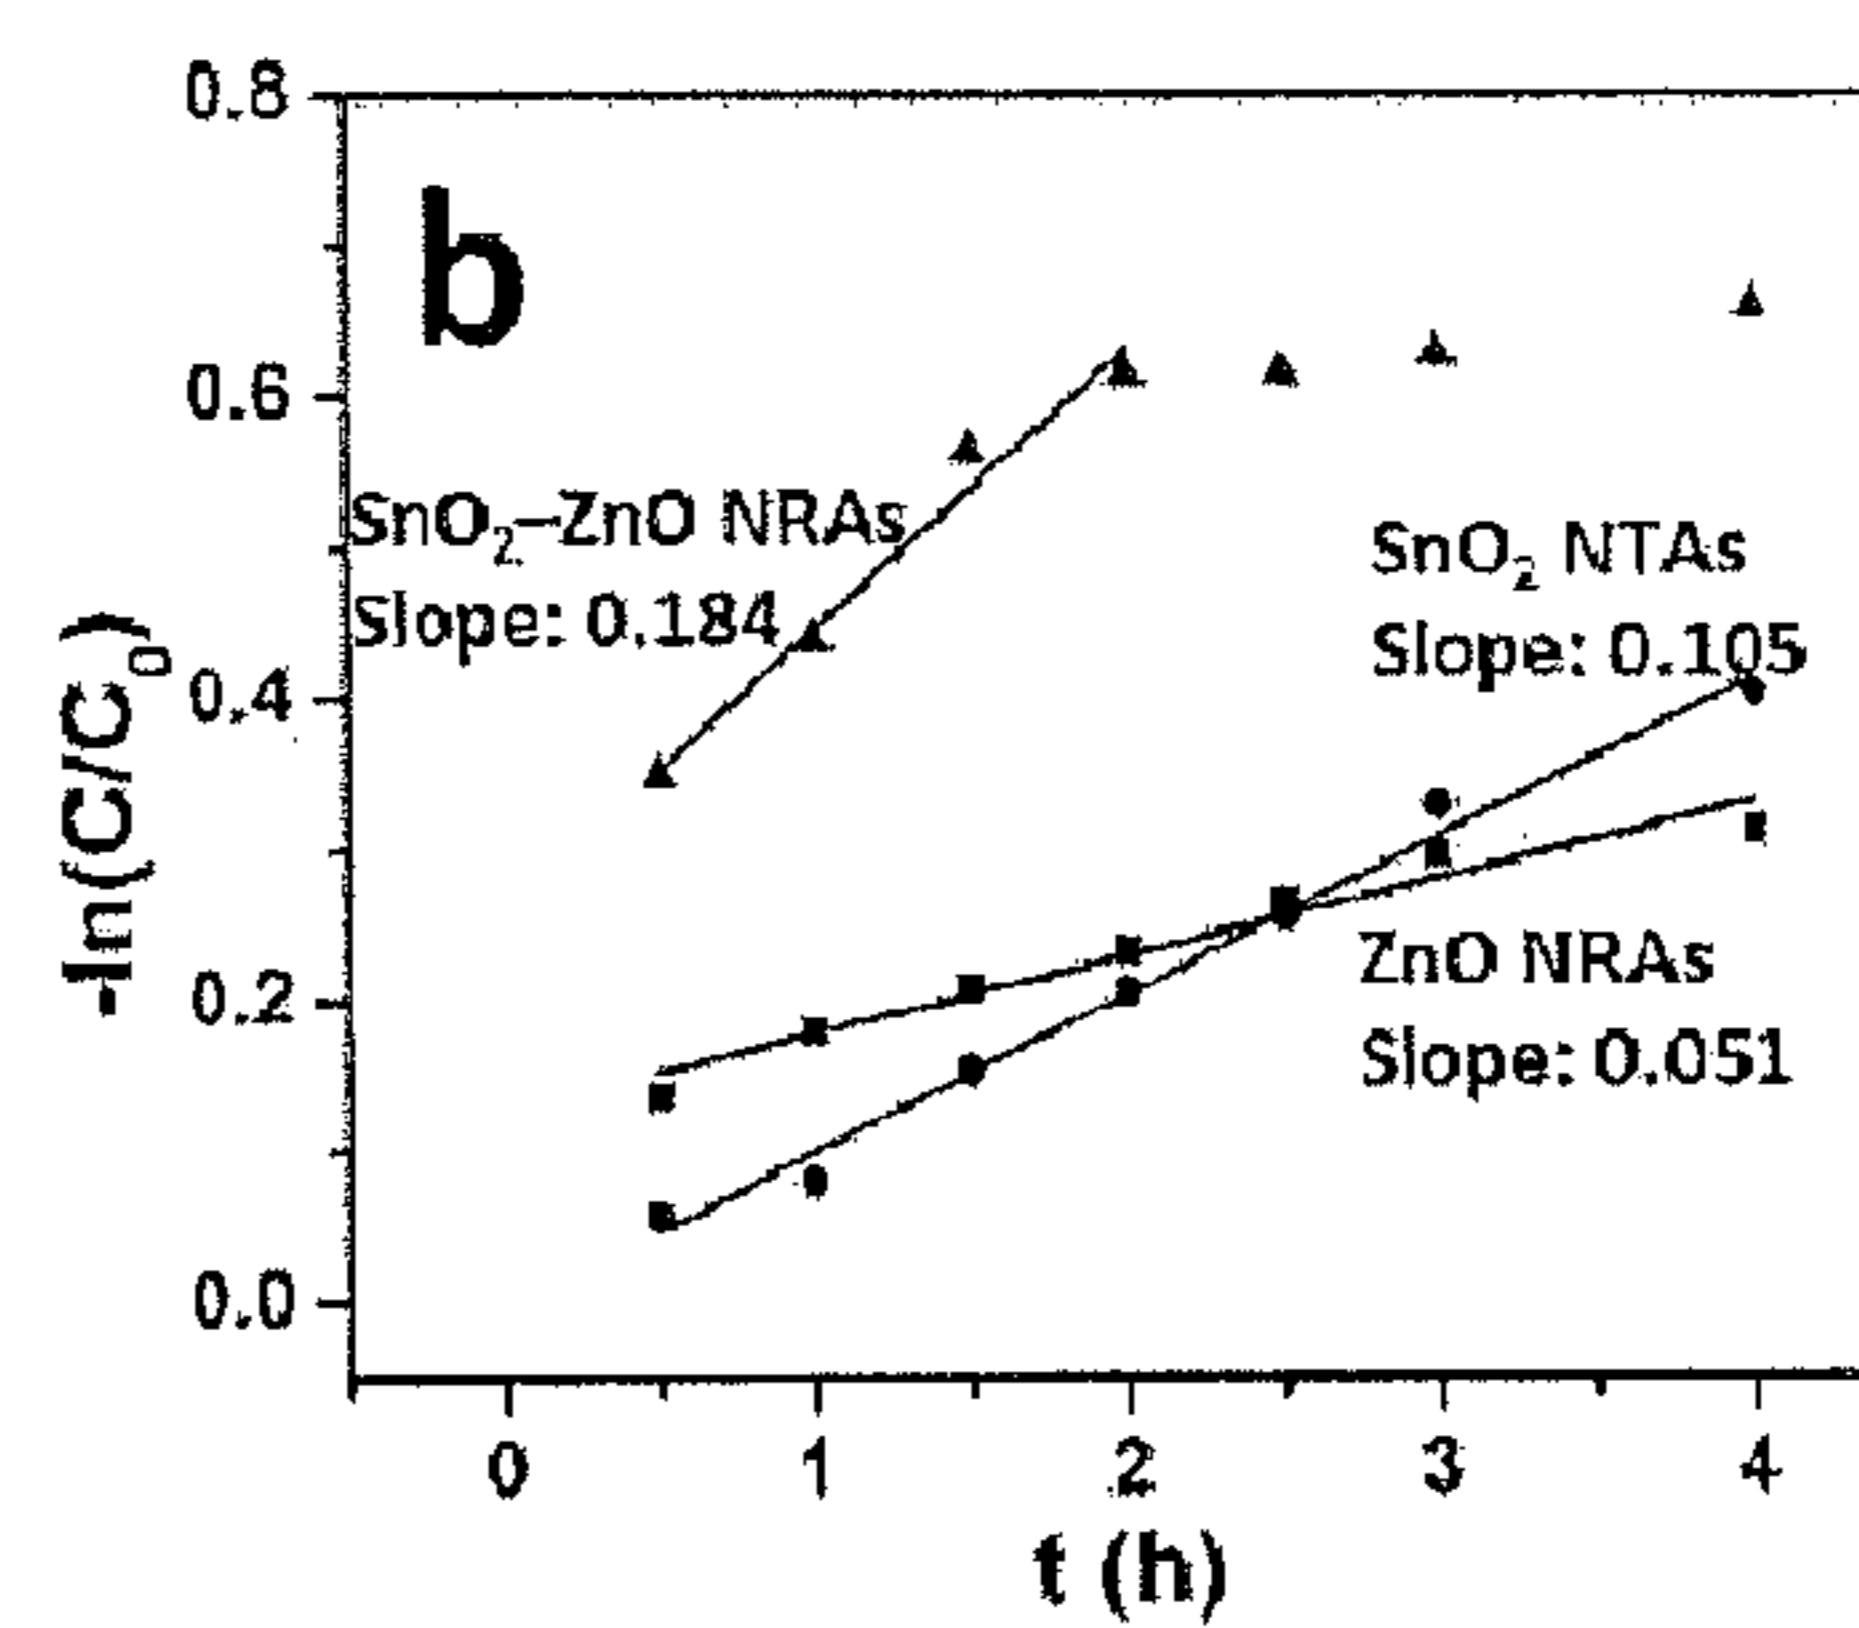 0.8
b
0.6
SnO₂–ZnO NRAs
Slope: 0.184
SnO₂ NTAs
Slope: 0.105
-ln(C/C₀)
0.4
ZnO NRAs
Slope: 0.051
0.2
0.0
0 1 2 3 4
t (h)